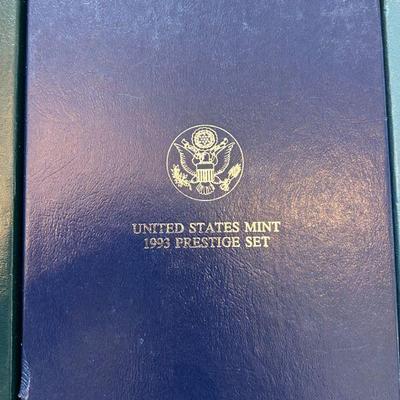 UNITED STATES MINT
1993 PRESTIGE SET